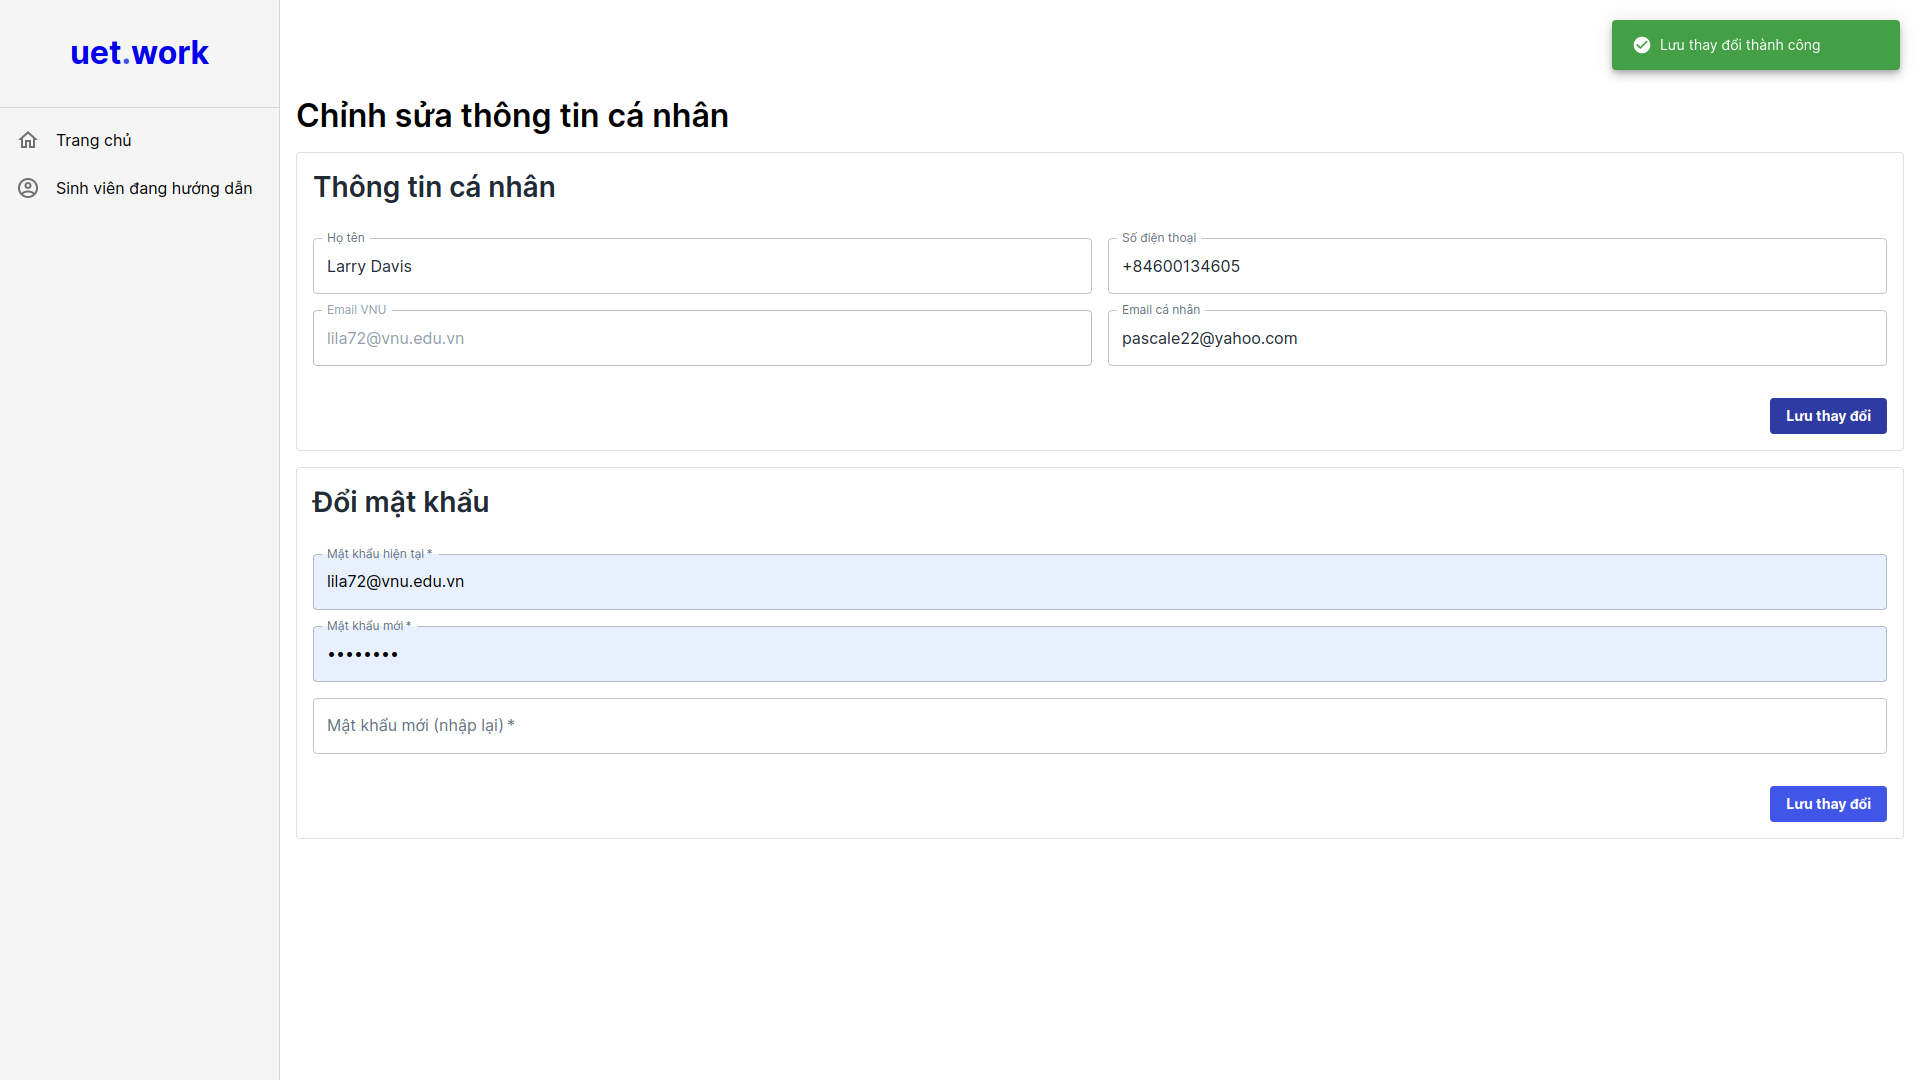 uet.work
Lưu thay đổi thành công
Trang chủ
Sinh viên đang hướng dẫn
Chỉnh sửa thông tin cá nhân
Thông tin cá nhân
Họ tên
Larry Davis
Số điện thoại
+84600134605
Email VNU
lila72@vnu.edu.vn
Email cá nhân
pascale22@yahoo.com
Lưu thay đổi
Đổi mật khẩu
Mật khẩu hiện tại *
lila72@vnu.edu.vn
Mật khẩu mới *
••••••••
Mật khẩu mới (nhập lại) *
Lưu thay đổi